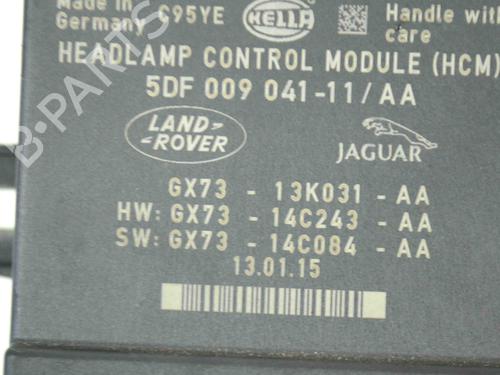 Made in
Germany C95YE HELLA Handle with
care
HEADLAMP CONTROL MODULE (HCM)
5DF 009 041-11/AA
LAND-
-ROVER
JAGUAR
GX73 - 13K031 - AA
HW: GX73 - 14C243 - AA
SW: GX73 - 14C084 - AA
13.01.15
B-PARTS